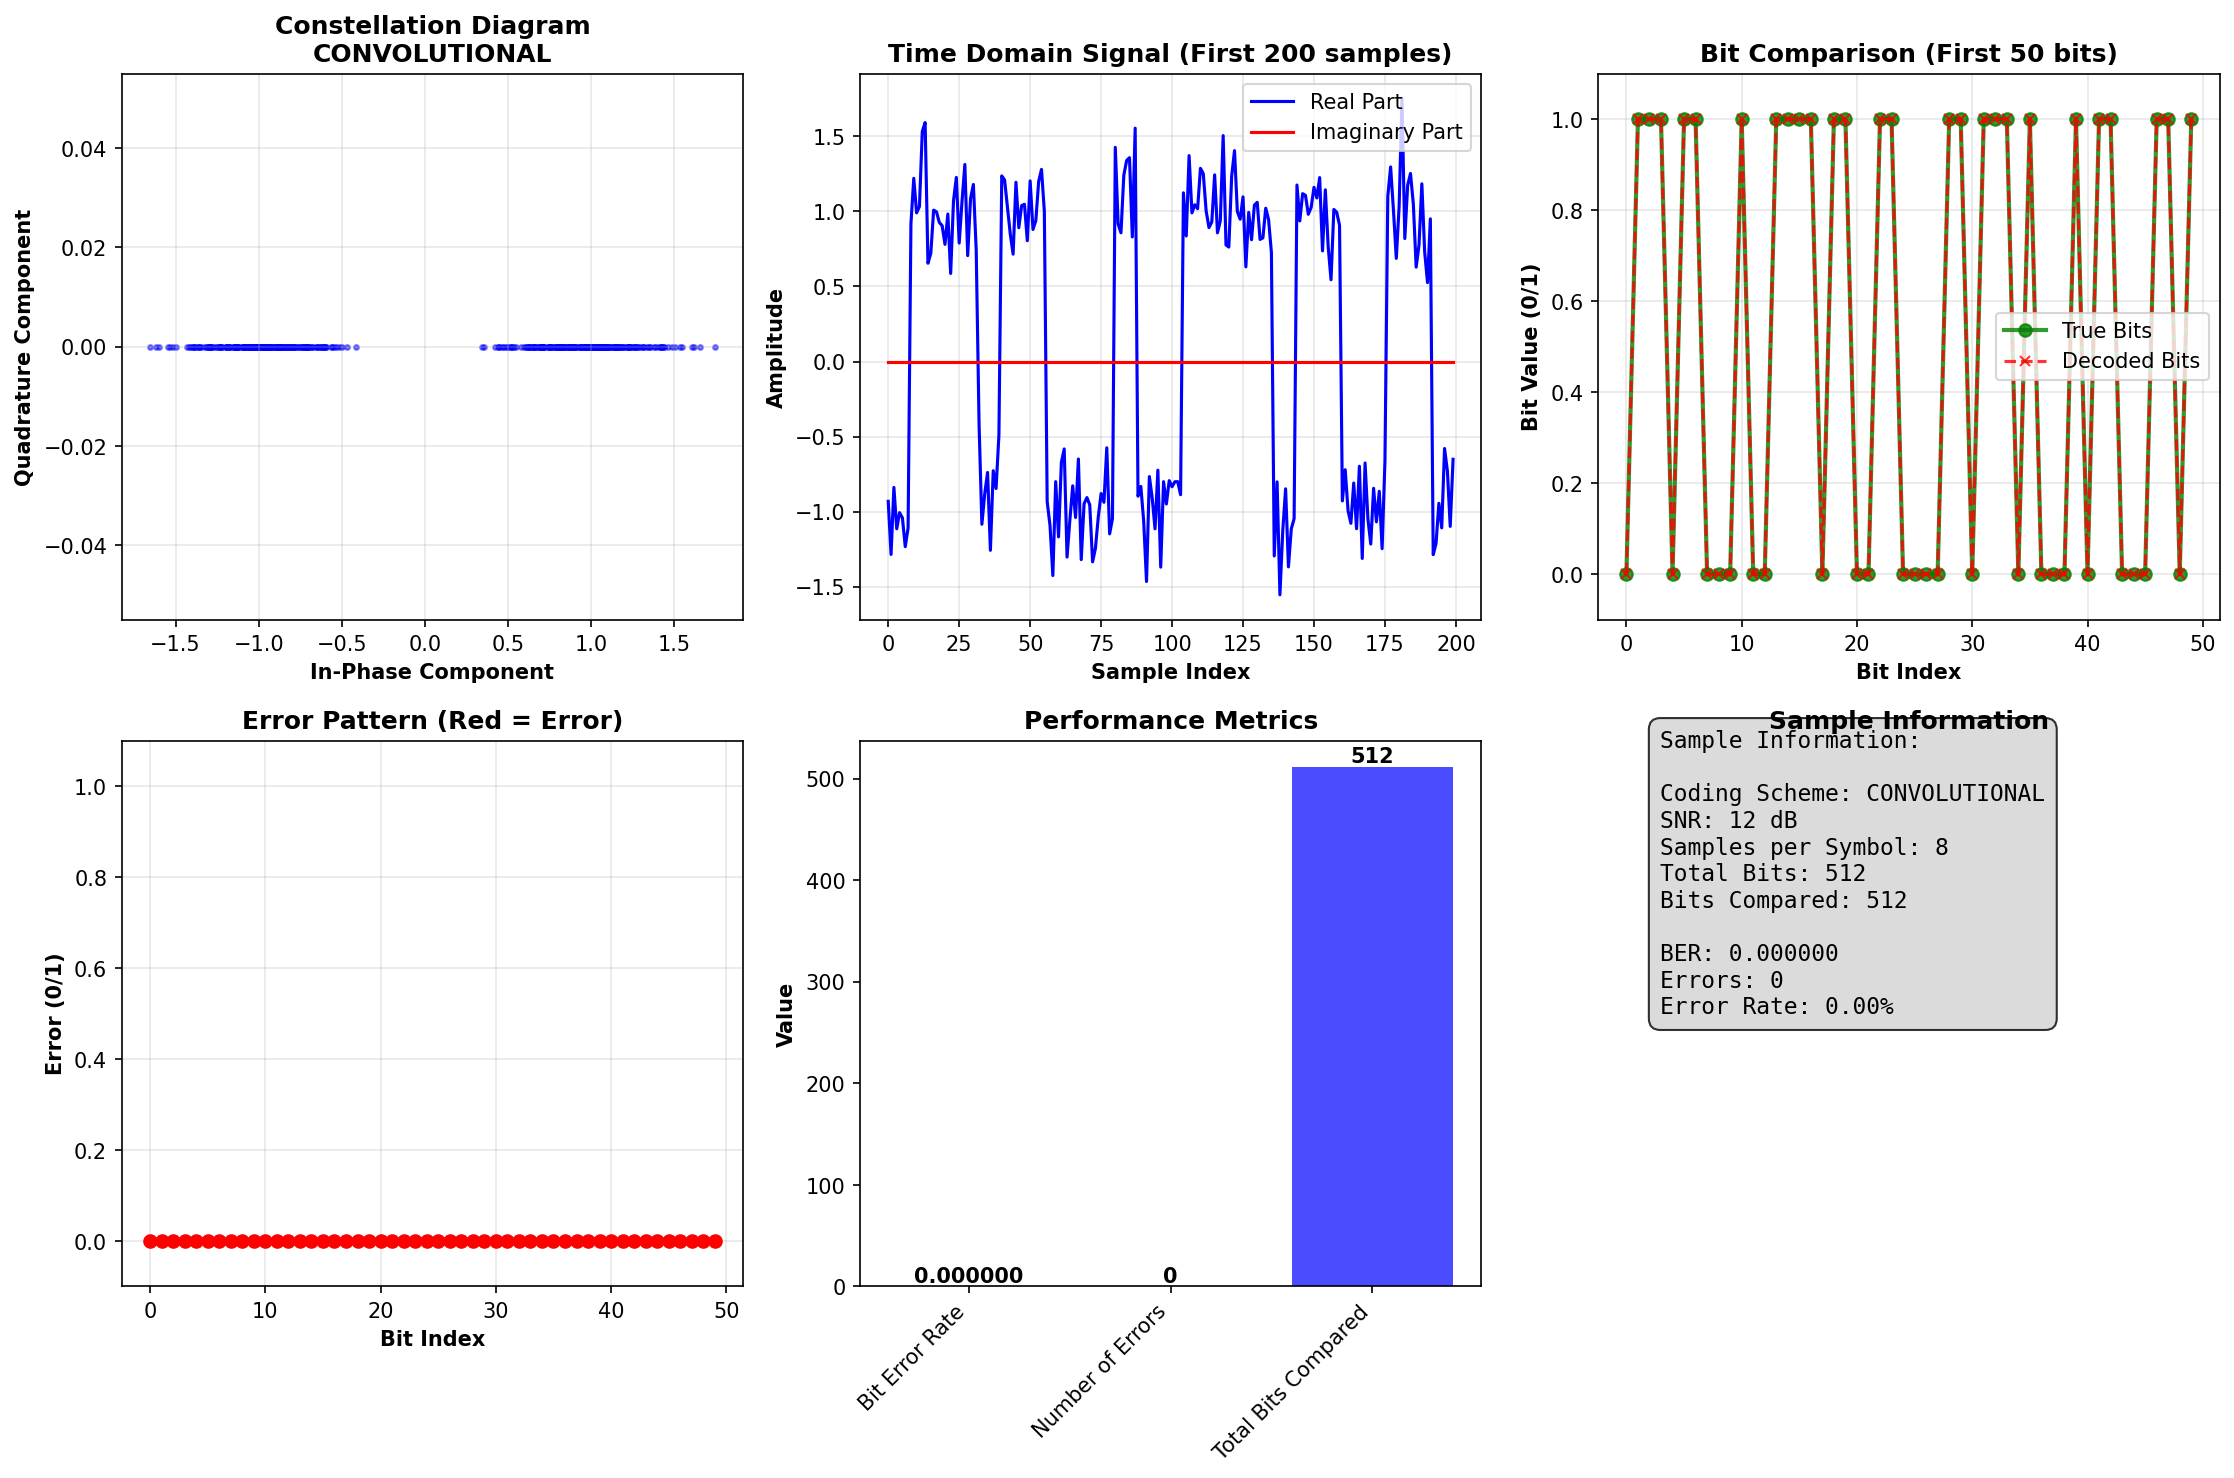 Constellation Diagram
CONVOLUTIONAL
0.04
0.02
0.00
−0.02
−0.04
Quadrature Component
−1.5 −1.0 −0.5 0.0 0.5 1.0 1.5
In-Phase Component
Time Domain Signal (First 200 samples)
Real Part
Imaginary Part
1.5
1.0
0.5
0.0
−0.5
−1.0
−1.5
Amplitude
0 25 50 75 100 125 150 175 200
Sample Index
Bit Comparison (First 50 bits)
1.0
0.8
0.6
0.4
0.2
0.0
Bit Value (0/1)
True Bits
Decoded Bits
0 10 20 30 40 50
Bit Index
Error Pattern (Red = Error)
1.0
0.8
0.6
0.4
0.2
0.0
Error (0/1)
0 10 20 30 40 50
Bit Index
Performance Metrics
512
500
400
300
200
100
0
Value
0.000000
0
Bit Error Rate
Number of Errors
Total Bits Compared
Sample Information
Sample Information:
Coding Scheme: CONVOLUTIONAL
SNR: 12 dB
Samples per Symbol: 8
Total Bits: 512
Bits Compared: 512
BER: 0.000000
Errors: 0
Error Rate: 0.00%